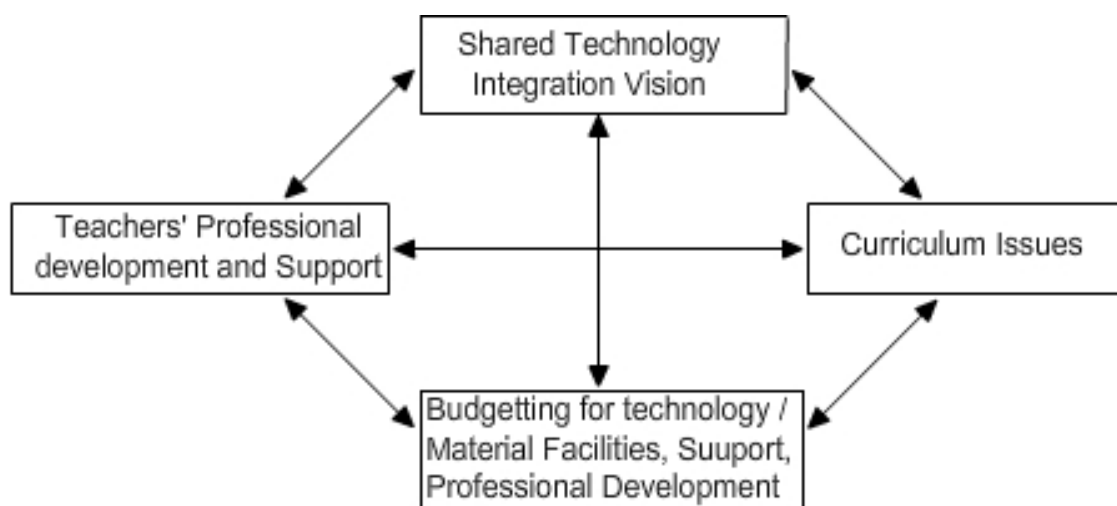 Shared Technology
Integration Vision
Teachers' Professional
development and Support
Curriculum Issues
Budgetting for technology /
Material Facilities, Suuport,
Professional Development